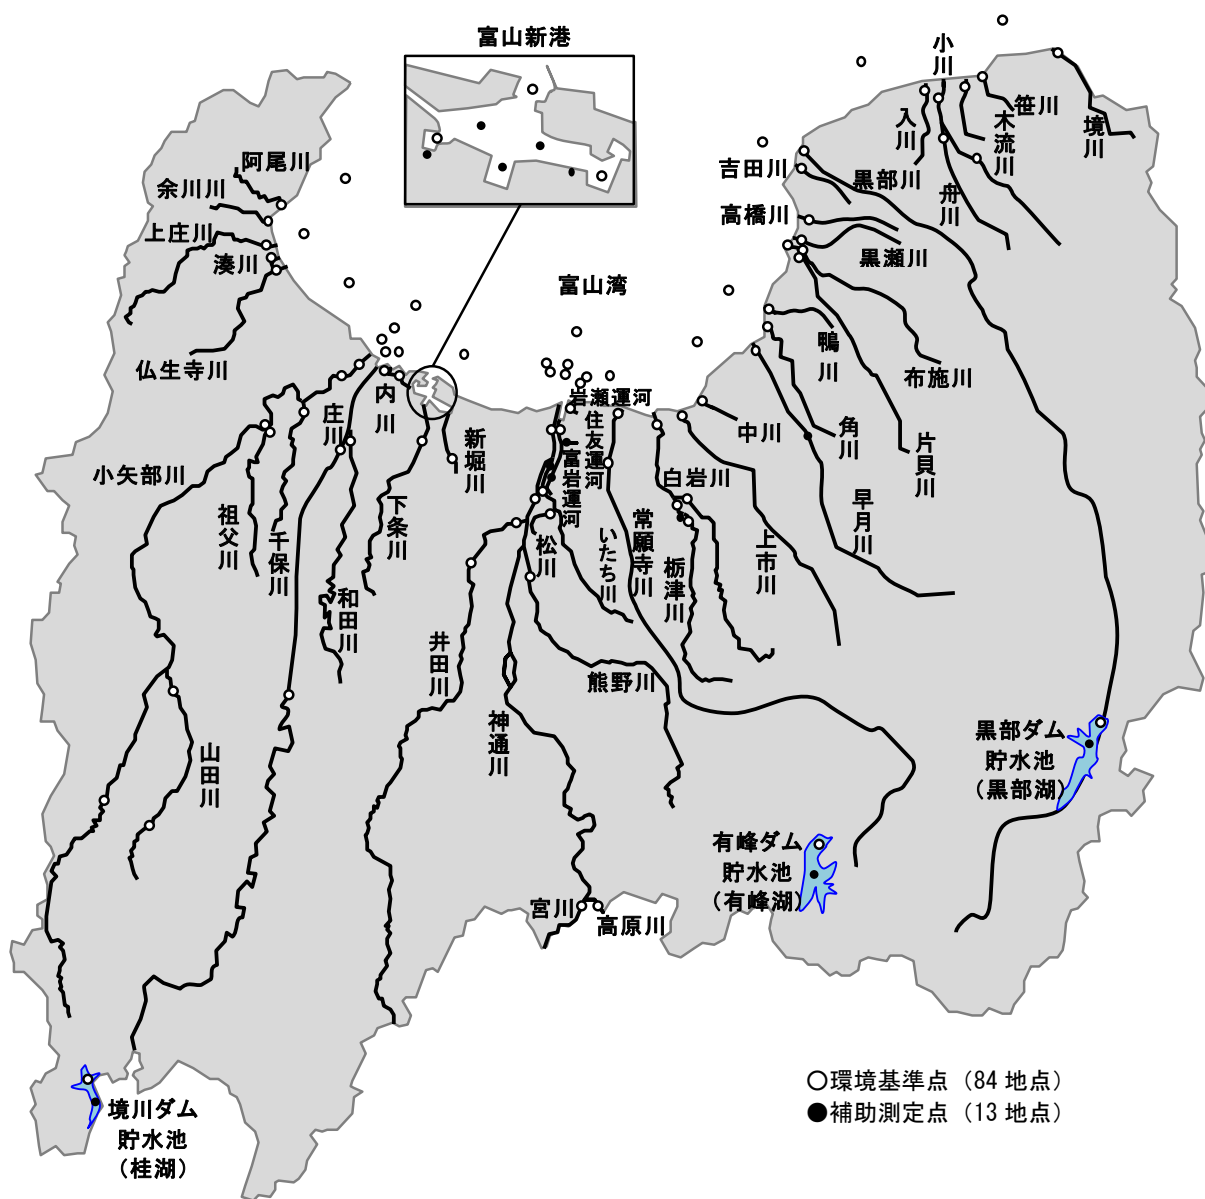 富山新港
小川
入川
木流川
笹川
境川
吉田川
黒部川
舟川
高橋川
黒瀬川
阿尾川
余川川
上庄川
湊川
仏生寺川
富山湾
鴨川
布施川
岩瀬運河
住友運河
富岩運河
内川
庄川
新堀川
中川
角川
片貝川
小矢部川
祖父川
千保川
下条川
和田川
松川
いたち川
常願寺川
白岩川
栃津川
上市川
早月川
井田川
神通川
熊野川
山田川
黒部ダム
貯水池
（黒部湖）
有峰ダム
貯水池
（有峰湖）
宮川
高原川
境川ダム
貯水池
（桂湖）
○環境基準点（84 地点）
●補助測定点（13 地点）